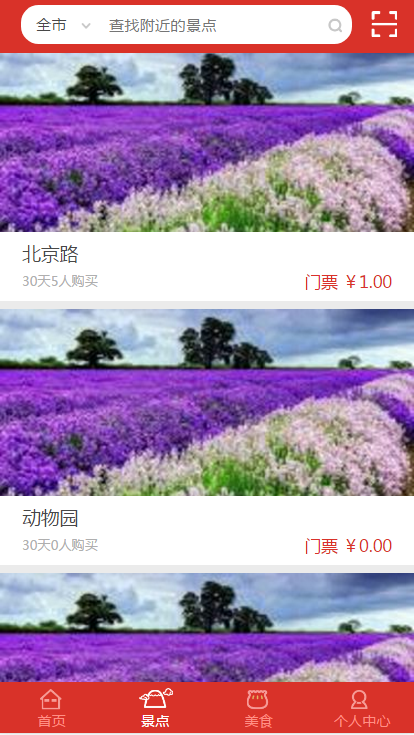 全市 查找附近的景点
北京路
30天5人购买 门票 ￥1.00
动物园
30天0人购买 门票 ￥0.00
首页 景点 美食 个人中心